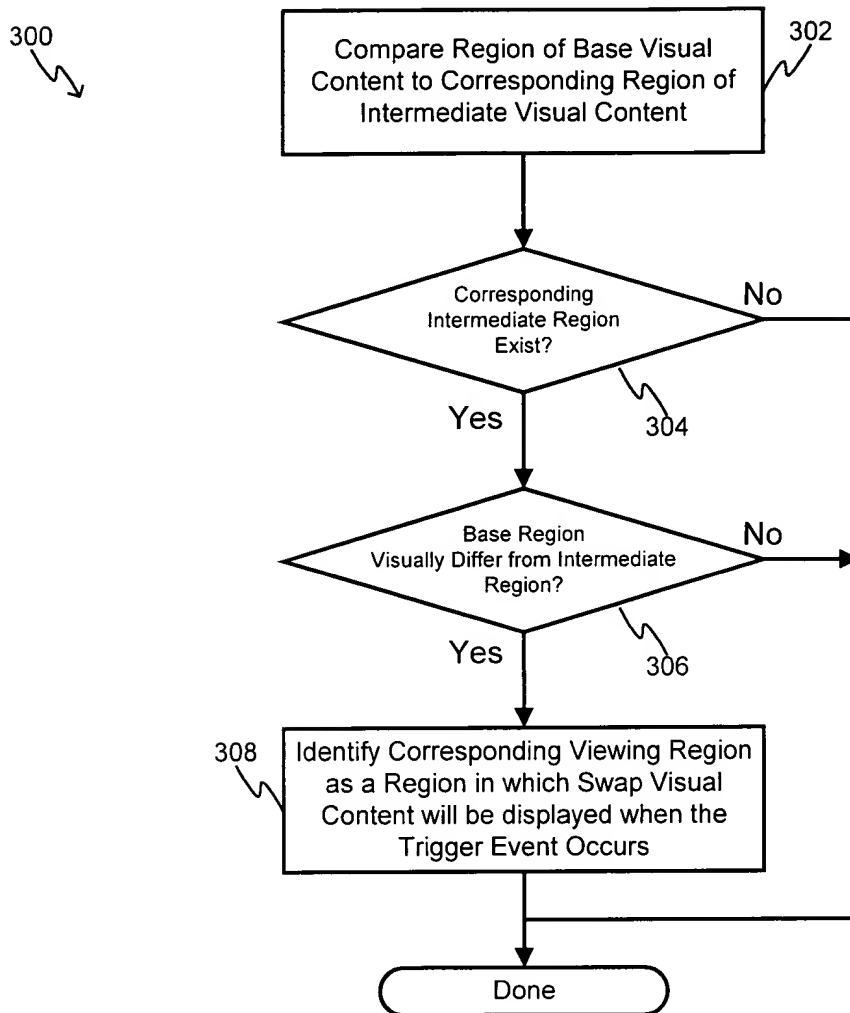 300
Compare Region of Base Visual
Content to Corresponding Region of
Intermediate Visual Content
302
Corresponding
Intermediate Region
Exist?
No
Yes
304
Base Region
Visually Differ from Intermediate
Region?
No
Yes
306
308
Identify Corresponding Viewing Region
as a Region in which Swap Visual
Content will be displayed when the
Trigger Event Occurs
Done